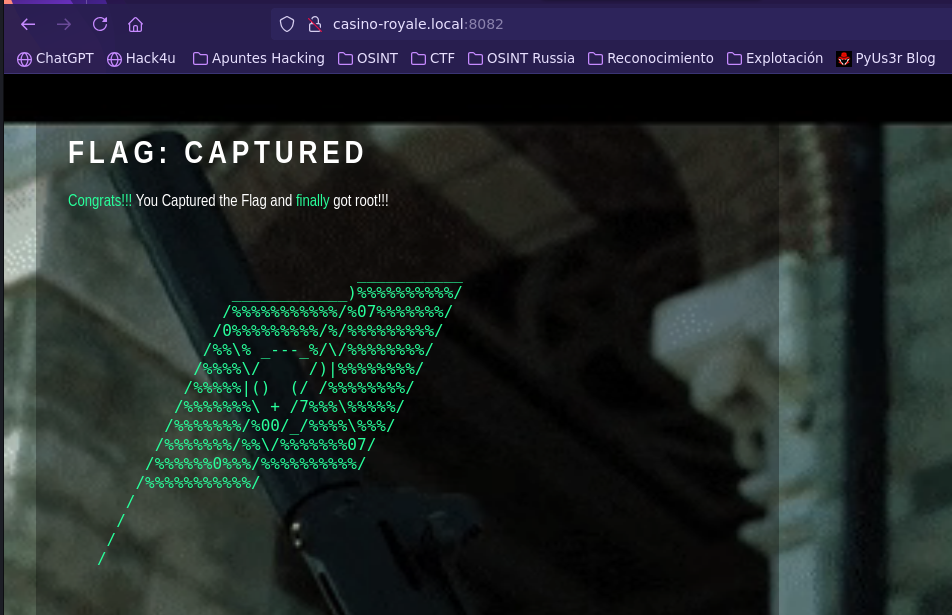 casino-royale.local:8082
ChatGPT Hack4u Apuntes Hacking OSINT CTF OSINT Russia Reconocimiento Explotación PyUs3r Blog
FLAG: CAPTURED
Congrats!!! You Captured the Flag and finally got root!!!
                           ___________
              ____________)%%%%%%%%%%/
             /%%%%%%%%%%%/%07%%%%%%%/
            /0%%%%%%%%%/%/%%%%%%%%%/
           /%%\% _---_%/\/%%%%%%%%/
          /%%%%\/     /)|%%%%%%%%/
         /%%%%%|()  (/ /%%%%%%%%/
        /%%%%%%%\ + /7%%%\%%%%%/
       /%%%%%%%/%00/_/%%%%\%%%/
      /%%%%%%%/%%\/%%%%%%%07/
     /%%%%%%0%%%/%%%%%%%%%%/
    /%%%%%%%%%%%/
   /
  /
 /
/